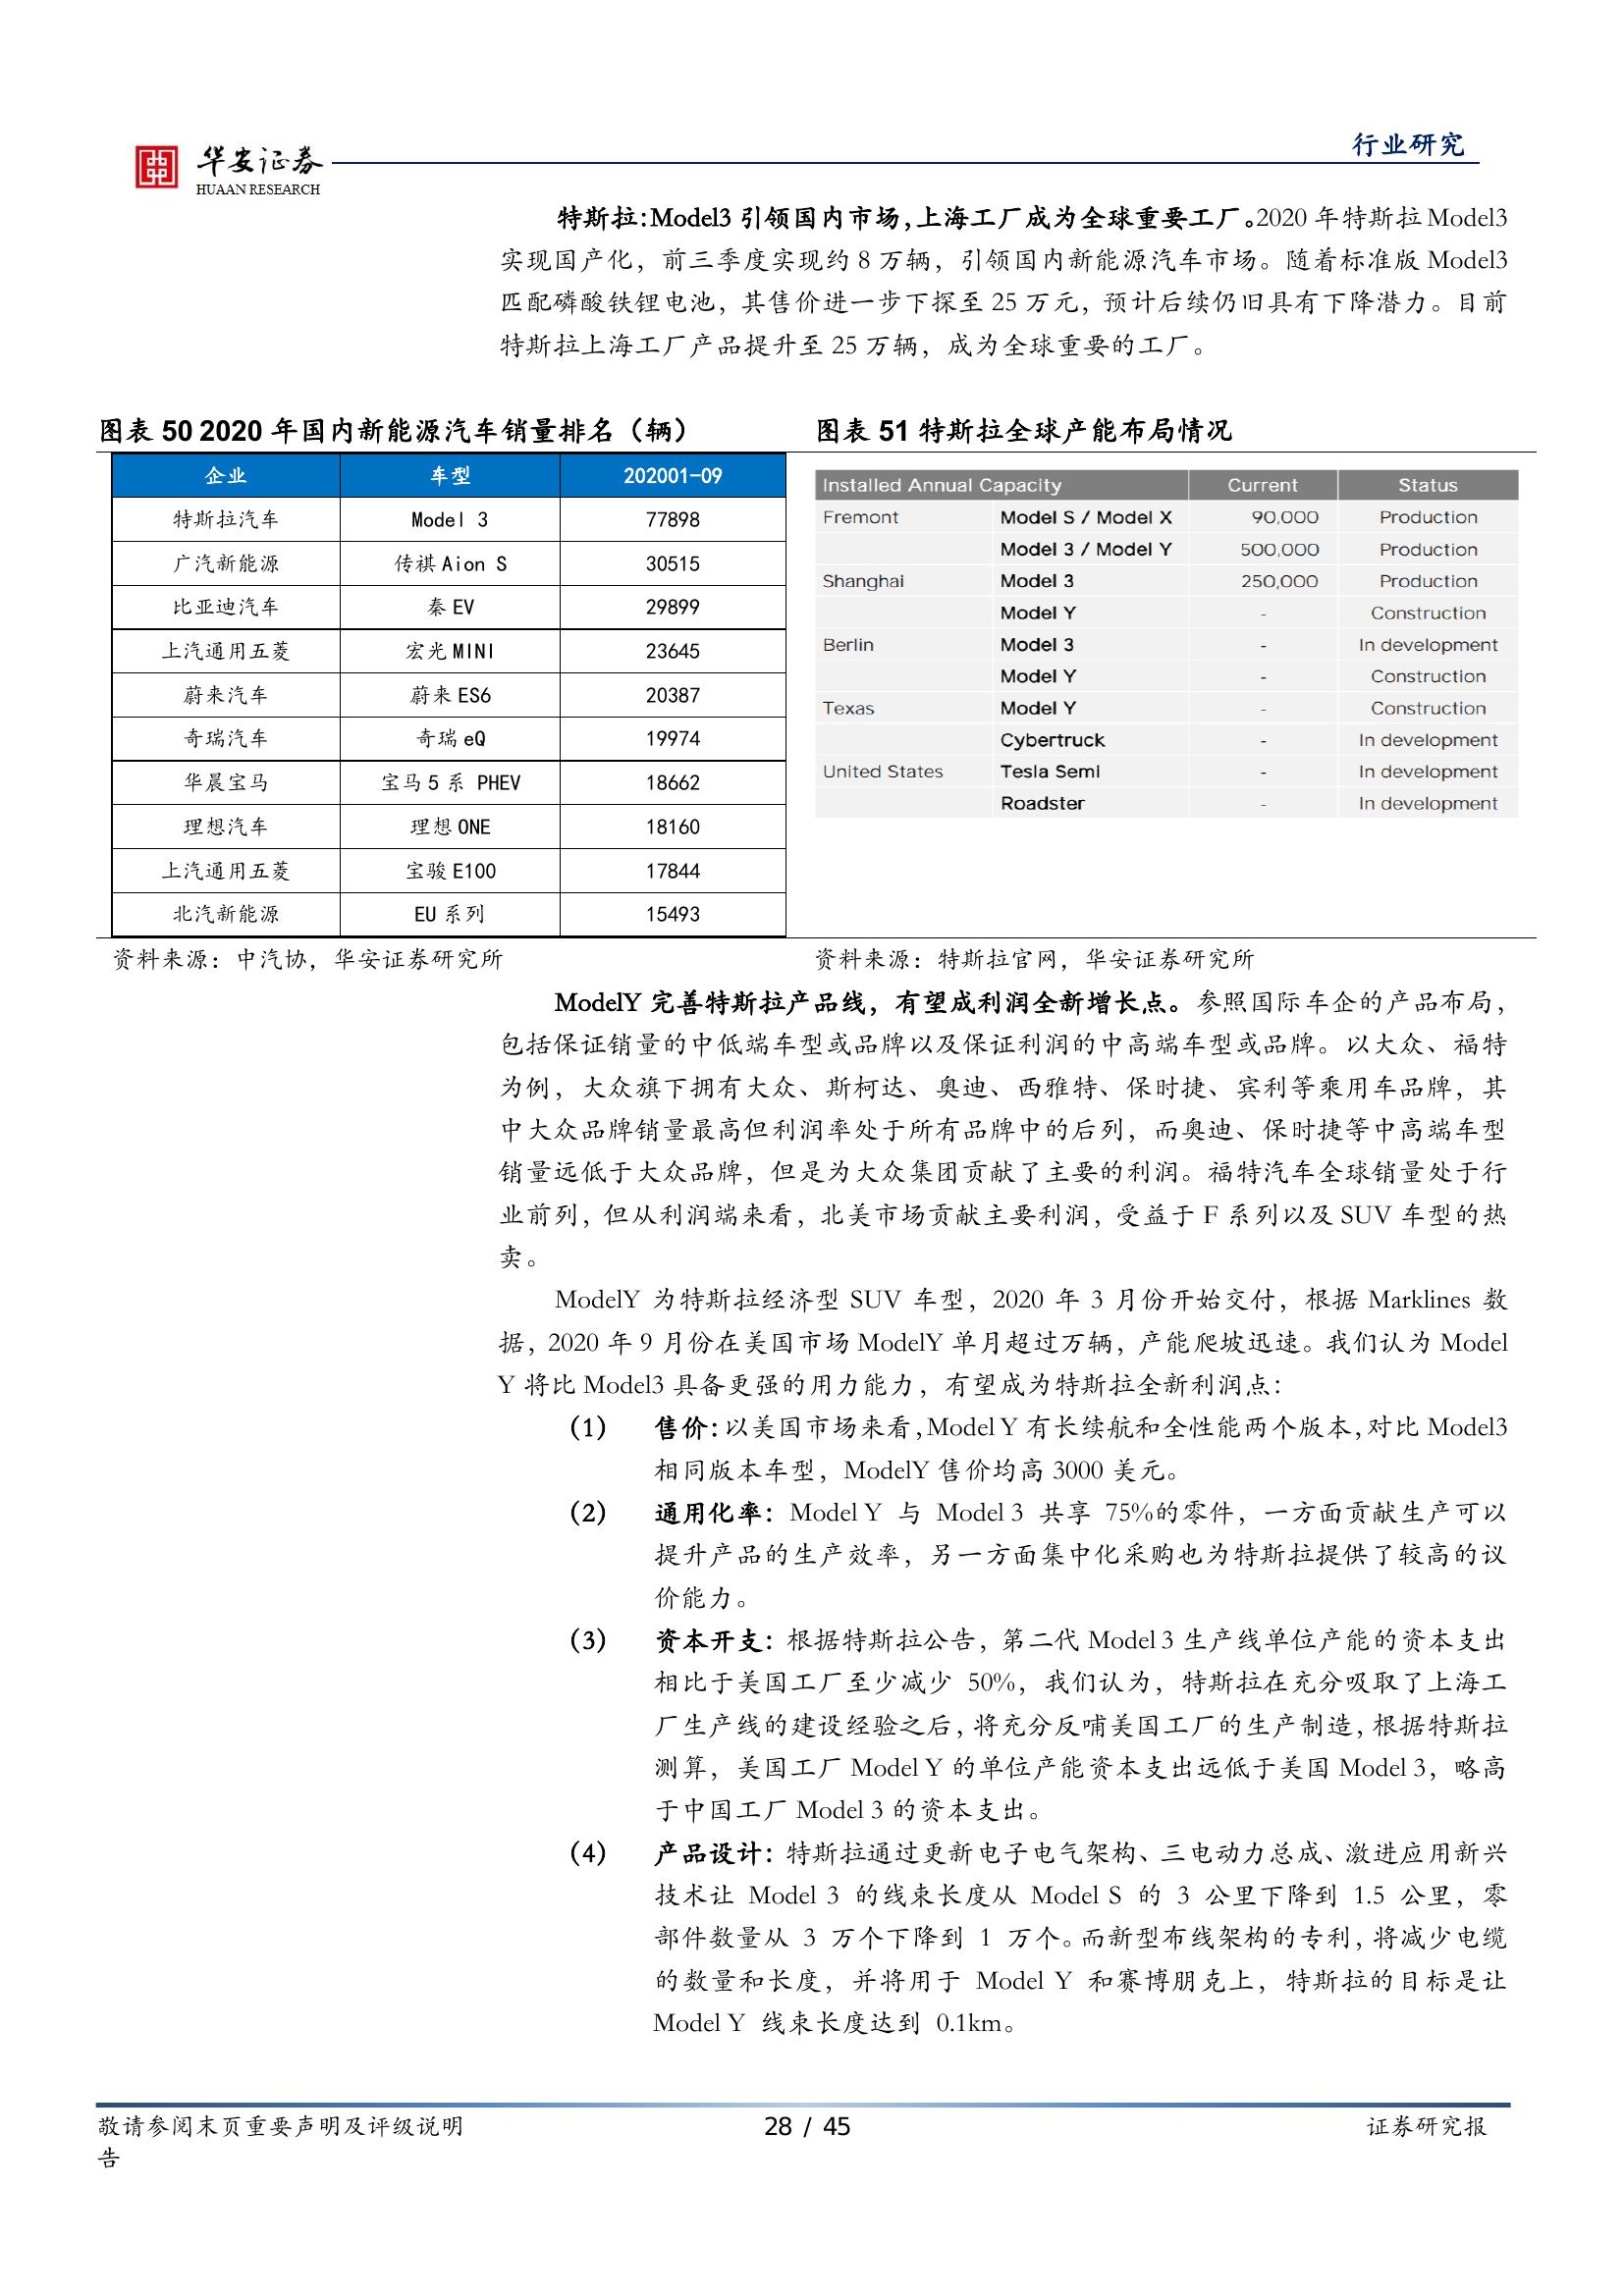 行业研究
华安证券
HUAAN RESEARCH
特斯拉：Model3 引领国内市场，上海工厂成为全球重要工厂。2020 年特斯拉 Model3
实现国产化，前三季度实现约 8 万辆，引领国内新能源汽车市场。随着标准版 Model3
匹配磷酸铁锂电池，其售价进一步下探至 25 万元，预计后续仍旧具有下降潜力。目前
特斯拉上海工厂产品提升至 25 万辆，成为全球重要的工厂。
图表 50 2020 年国内新能源汽车销量排名（辆）
企业 车型 202001-09
特斯拉汽车 Model 3 77898
广汽新能源 传祺 Aion S 30515
比亚迪汽车 秦 EV 29899
上汽通用五菱 宏光 MINI 23645
蔚来汽车 蔚来 ES6 20387
奇瑞汽车 奇瑞 eQ 19974
华晨宝马 宝马 5 系 PHEV 18662
理想汽车 理想 ONE 18160
上汽通用五菱 宝骏 E100 17844
北汽新能源 EU 系列 15493
资料来源：中汽协，华安证券研究所
图表 51 特斯拉全球产能布局情况
Installed Annual Capacity Current Status
Fremont Model S / Model X 90,000 Production
Model 3 / Model Y 500,000 Production
Shanghai Model 3 250,000 Production
Model Y - Construction
Berlin Model 3 - In development
Model Y - Construction
Texas Model Y - Construction
Cybertruck - In development
United States Tesla Semi - In development
Roadster - In development
资料来源：特斯拉官网，华安证券研究所
ModelY 完善特斯拉产品线，有望成利润全新增长点。参照国际车企的产品布局，
包括保证销量的中低端车型或品牌以及保证利润的中高端车型或品牌。以大众、福特
为例，大众旗下拥有大众、斯柯达、奥迪、西雅特、保时捷、宾利等乘用车品牌，其
中大众品牌销量最高但利润率处于所有品牌中的后列，而奥迪、保时捷等中高端车型
销量远低于大众品牌，但是为大众集团贡献了主要的利润。福特汽车全球销量处于行
业前列，但从利润端来看，北美市场贡献主要利润，受益于 F 系列以及 SUV 车型的热
卖。
ModelY 为特斯拉经济型 SUV 车型，2020 年 3 月份开始交付，根据 Marklines 数
据，2020 年 9 月份在美国市场 ModelY 单月超过万辆，产能爬坡迅速。我们认为 Model
Y 将比 Model3 具备更强的用力能力，有望成为特斯拉全新利润点：
（1） 售价：以美国市场来看，Model Y 有长续航和全性能两个版本，对比 Model3
相同版本车型，ModelY 售价均高 3000 美元。
（2） 通用化率：Model Y 与 Model 3 共享 75%的零件，一方面贡献生产可以
提升产品的生产效率，另一方面集中化采购也为特斯拉提供了较高的议
价能力。
（3） 资本开支：根据特斯拉公告，第二代 Model 3 生产线单位产能的资本支出
相比于美国工厂至少减少 50%，我们认为，特斯拉在充分吸取了上海工
厂生产线的建设经验之后，将充分反哺美国工厂的生产制造，根据特斯拉
测算，美国工厂 Model Y 的单位产能资本支出远低于美国 Model 3，略高
于中国工厂 Model 3 的资本支出。
（4） 产品设计：特斯拉通过更新电子电气架构、三电动力总成、激进应用新兴
技术让 Model 3 的线束长度从 Model S 的 3 公里下降到 1.5 公里，零
部件数量从 3 万个下降到 1 万个。而新型布线架构的专利，将减少电缆
的数量和长度，并将用于 Model Y 和赛博朋克上，特斯拉的目标是让
Model Y 线束长度达到 0.1km。
敬请参阅末页重要声明及评级说明 28 / 45 证券研究报
告